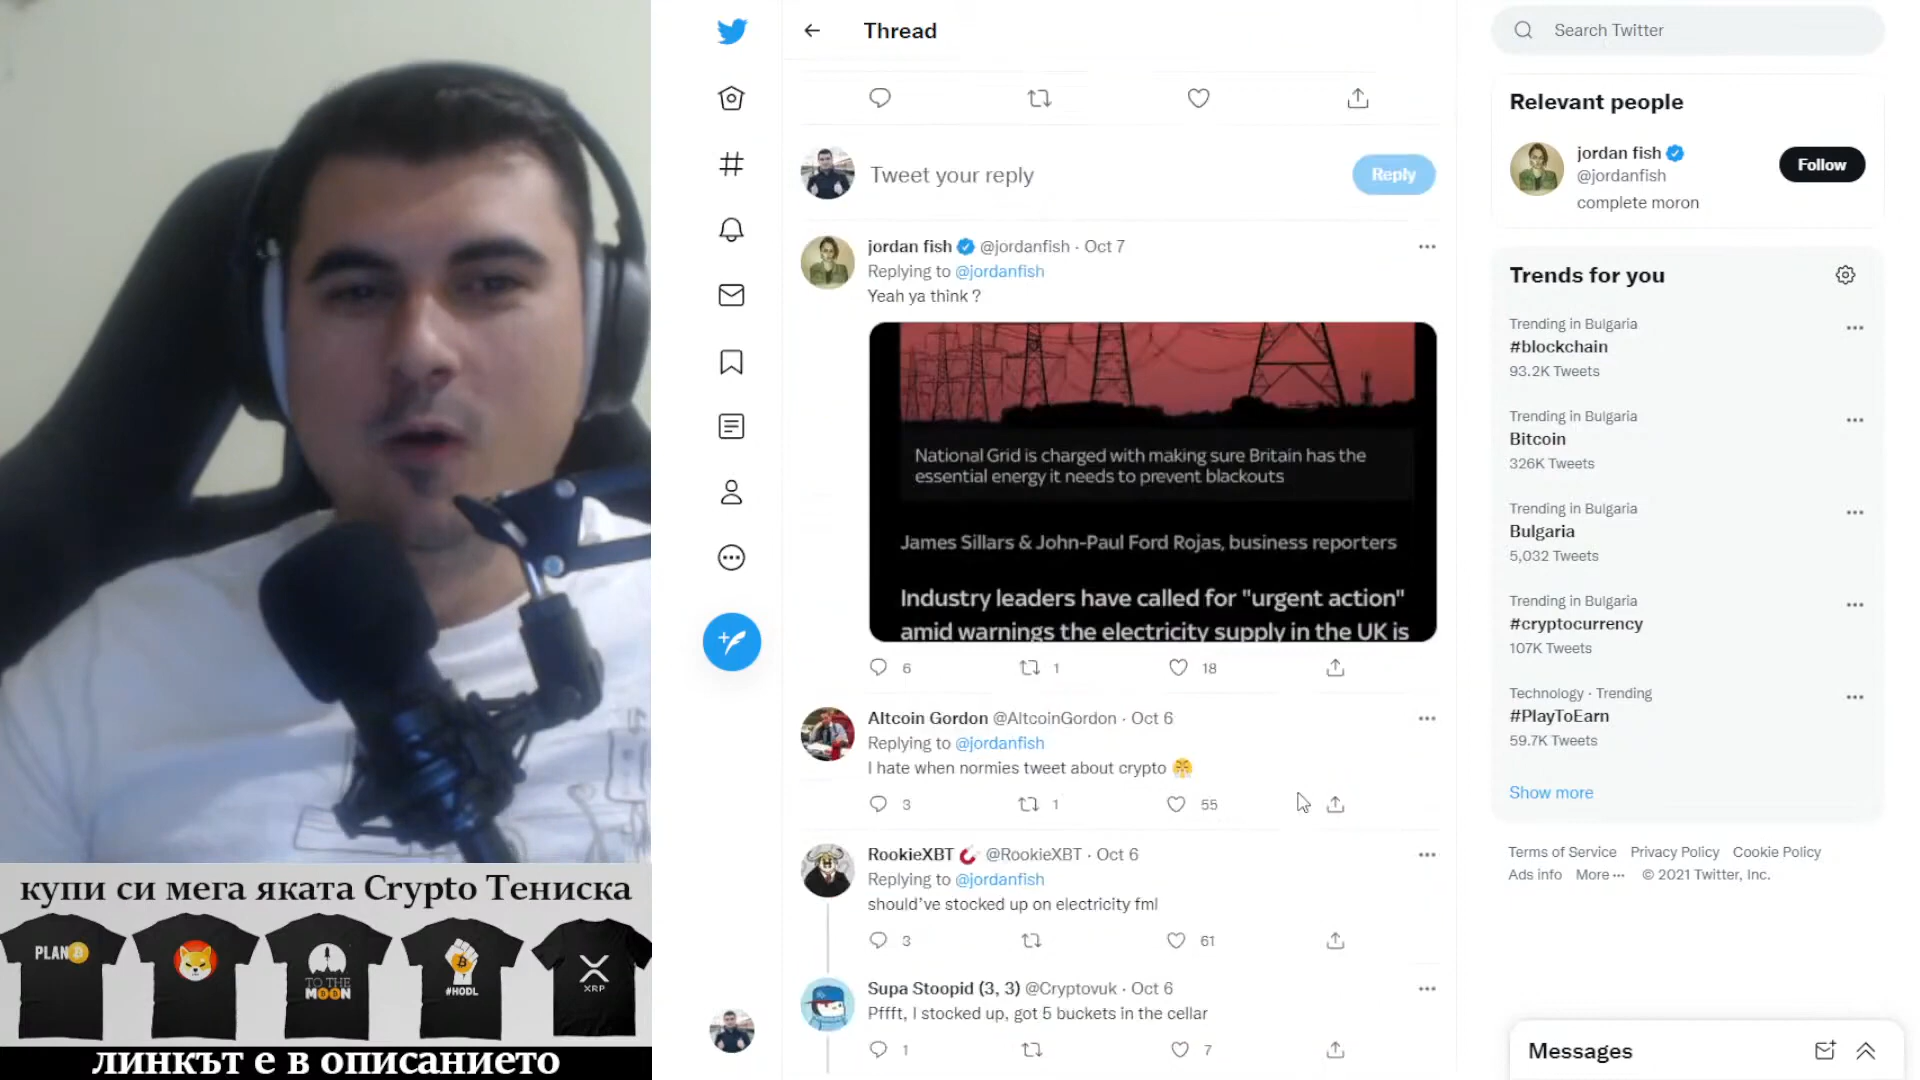 Thread
Search Twitter
Relevant people
jordan fish
@jordanfish
complete moron
Follow
Tweet your reply
Reply
jordan fish @jordanfish · Oct 7
Replying to @jordanfish
Yeah ya think ?
National Grid is charged with making sure Britain has the
essential energy it needs to prevent blackouts
James Sillars & John-Paul Ford Rojas, business reporters
Industry leaders have called for "urgent action"
amid warnings the electricity supply in the UK is
6 1 18
Altcoin Gordon @AltcoinGordon · Oct 6
Replying to @jordanfish
I hate when normies tweet about crypto 😤
3 1 55
RookieXBT 🧲 @RookieXBT · Oct 6
Replying to @jordanfish
should've stocked up on electricity fml
3 61
Supa Stoopid (3, 3) @Cryptovuk · Oct 6
Pffft, I stocked up, got 5 buckets in the cellar
1 7
Trends for you
Trending in Bulgaria
#blockchain
93.2K Tweets
Trending in Bulgaria
Bitcoin
326K Tweets
Trending in Bulgaria
Bulgaria
5,032 Tweets
Trending in Bulgaria
#cryptocurrency
107K Tweets
Technology · Trending
#PlayToEarn
59.7K Tweets
Show more
Terms of Service Privacy Policy Cookie Policy
Ads info More ··· © 2021 Twitter, Inc.
Messages
купи си мега яката Crypto Тениска
PLAN B
TO THE
MOON
#HODL
XRP
линкът е в описанието